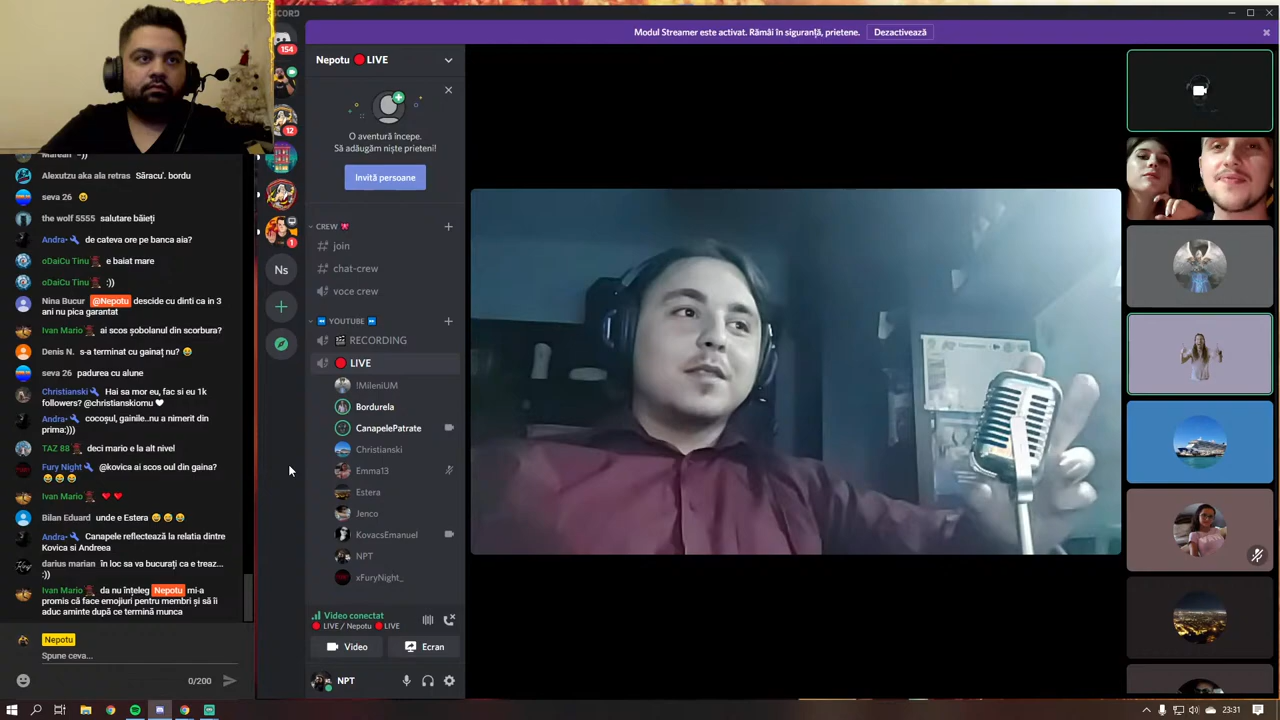 Marean =))
Alexutzu aka ala retras Săracu'. bordu
seva 26
the wolf 5555 salutare băieți
Andra• de cateva ore pe banca aia?
oDaiCu Tinu e baiat mare
oDaiCu Tinu :))
Nina Bucur @Nepotu descide cu dinti ca in 3
ani nu pica garantat
Ivan Mario ai scos șobolanul din scorbura?
Denis N. s-a terminat cu gainaț nu?
seva 26 padurea cu alune
Christianski Hai sa mor eu, fac si eu 1k
followers? @christianskiomu
Andra• cocoșul, gainile..nu a nimerit din
prima:)))
TAZ 88 deci mario e la alt nivel
Fury Night @kovica ai scos oul din gaina?
Ivan Mario
Bilan Eduard unde e Estera
Andra• Canapele reflectează la relatia dintre
Kovica si Andreea
darius marian în loc sa va bucurați ca e treaz...
:))
Ivan Mario da nu înțeleg Nepotu mi-a
promis că face emojiuri pentru membri și să îi
aduc aminte după ce termină munca
Nepotu
Spune ceva...
0/200
DISCORD
154
12
1
Ns
Modul Streamer este activat. Rămâi în siguranță, prietene. Dezactivează
Nepotu LIVE
O aventură începe.
Să adăugăm niște prieteni!
Invită persoane
CREW
join
chat-crew
voce crew
YOUTUBE
RECORDING
LIVE
!MileniUM
Bordurela
CanapelePatrate
Christianski
Emma13
Estera
Jenco
KovacsEmanuel
NPT
xFuryNight_
Video conectat
LIVE / Nepotu LIVE
Video
Ecran
NPT
23:31